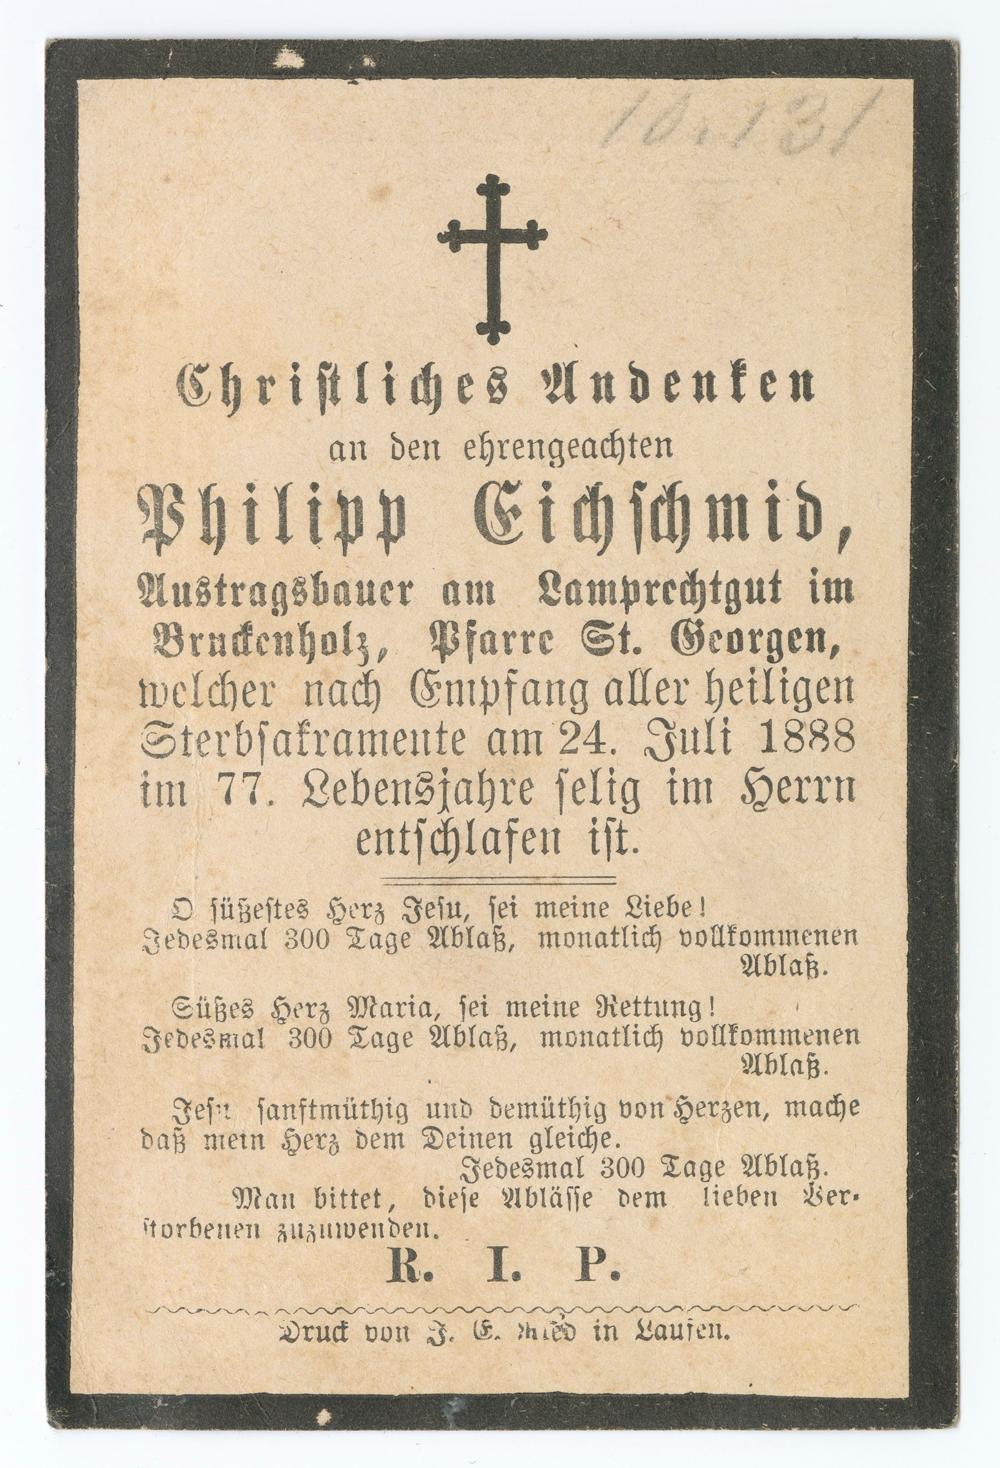 10.131
Christliches Andenken
an den ehrengeachten
Philipp Eichschmid,
Austragsbauer am Lamprechtgut im
Bruckenholz, Pfarre St. Georgen,
welcher nach Empfang aller heiligen
Sterbsakramente am 24. Juli 1888
im 77. Lebensjahre selig im Herrn
entschlafen ist.
O süßestes Herz Jesu, sei meine Liebe!
Jedesmal 300 Tage Ablaß, monatlich vollkommenen
Ablaß.
Süßes Herz Maria, sei meine Rettung!
Jedesmal 300 Tage Ablaß, monatlich vollkommenen
Ablaß.
Jesu sanftmüthig und demüthig von Herzen, mache
daß mein Herz dem Deinen gleiche.
Jedesmal 300 Tage Ablaß.
Man bittet, diese Ablässe dem lieben Ver-
storbenen zuzuwenden.
R. I. P.
Druck von J. E. in Laufen.